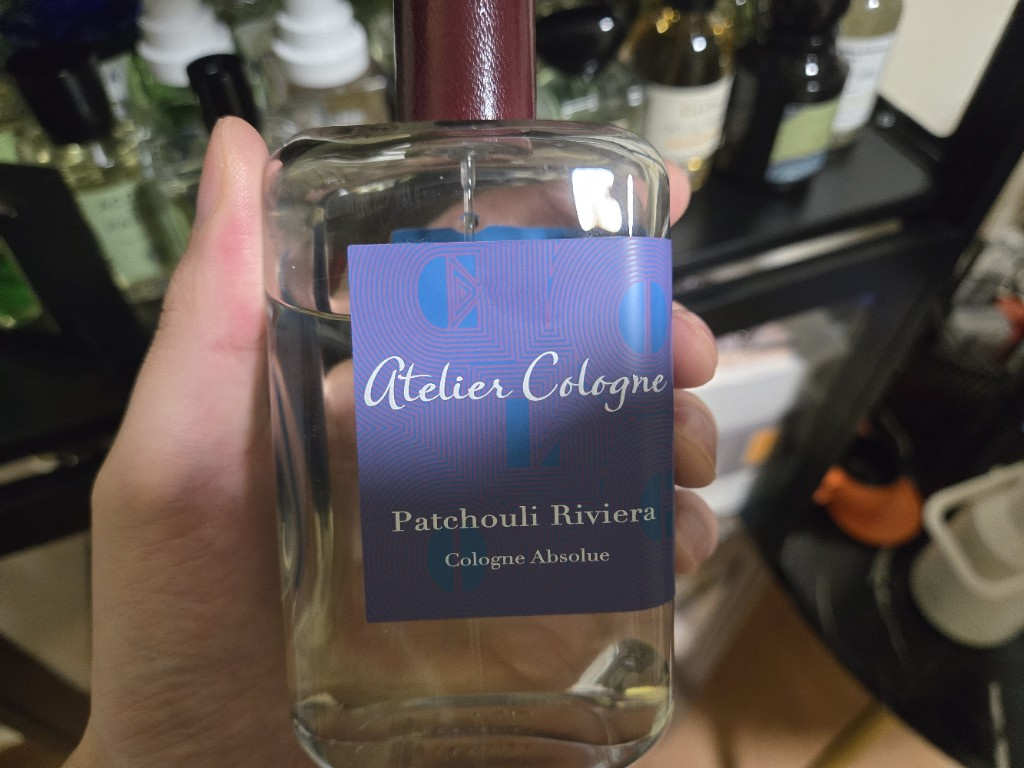 Atelier Cologne
Patchouli Riviera
Cologne Absolue